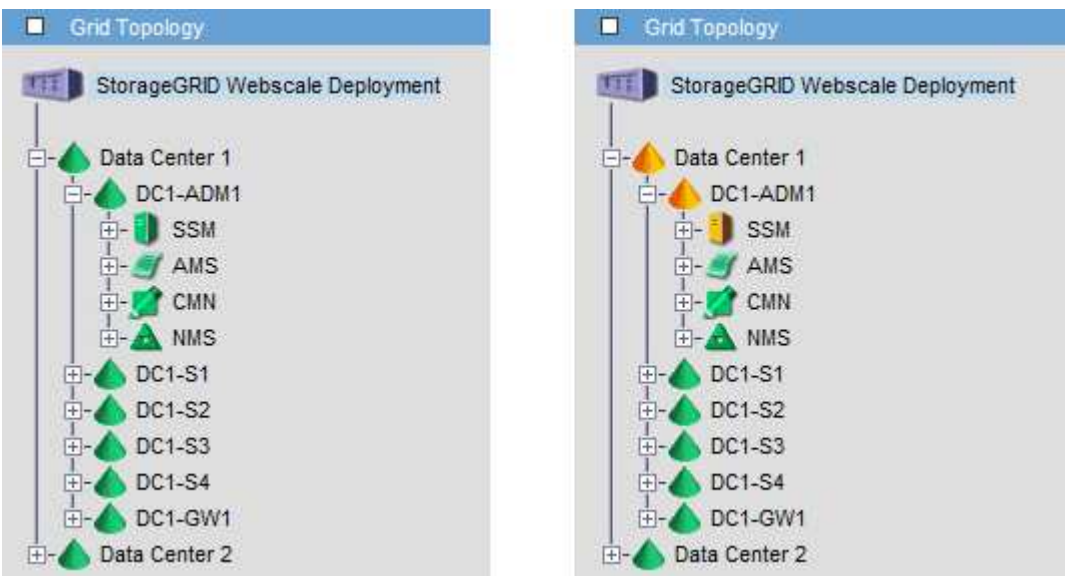 Grid Topology
StorageGRID Webscale Deployment
Data Center 1
DC1-ADM1
SSM
AMS
CMN
NMS
DC1-S1
DC1-S2
DC1-S3
DC1-S4
DC1-GW1
Data Center 2
Grid Topology
StorageGRID Webscale Deployment
Data Center 1
DC1-ADM1
SSM
AMS
CMN
NMS
DC1-S1
DC1-S2
DC1-S3
DC1-S4
DC1-GW1
Data Center 2